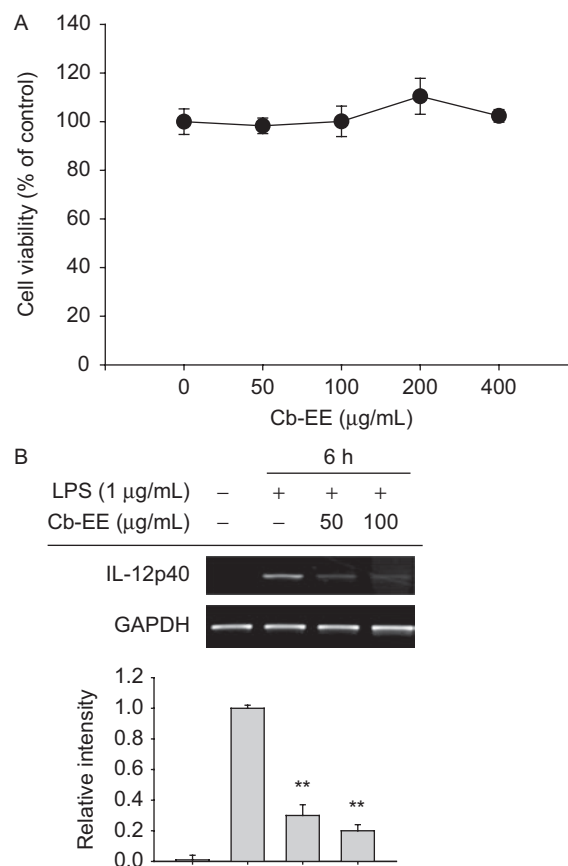 A
140
120
100
80
60
40
20
0
Cell viability (% of control)
0 50 100 200 400
Cb-EE (μg/mL)
B
6 h
LPS (1 μg/mL) – + + +
Cb-EE (μg/mL) – – 50 100
IL-12p40
GAPDH
1.2
1.0
0.8
0.6
0.4
0.2
0.0
Relative intensity
** **